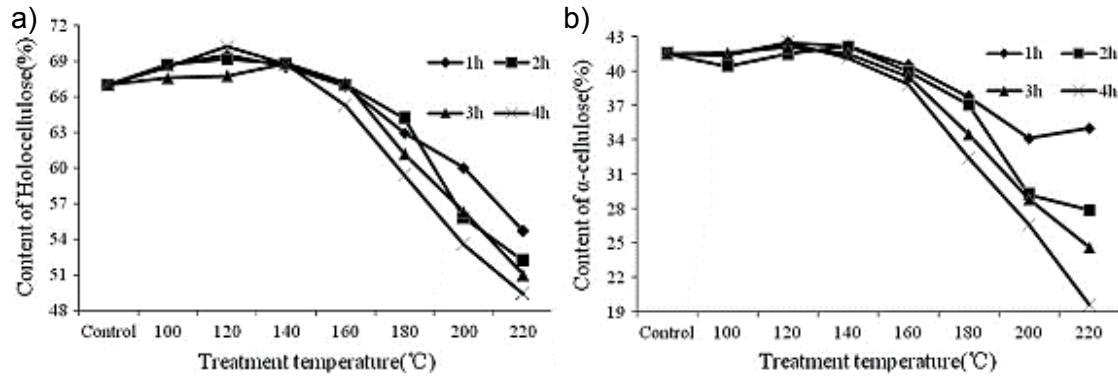 a)
Content of Holocellulose(%)
72
69
66
63
60
57
54
51
48
1h 2h
3h 4h
Control 100 120 140 160 180 200 220
Treatment temperature(℃)
b)
Content of α-cellulose(%)
43
40
37
34
31
28
25
22
19
1h 2h
3h 4h
Control 100 120 140 160 180 200 220
Treatment temperature(℃)